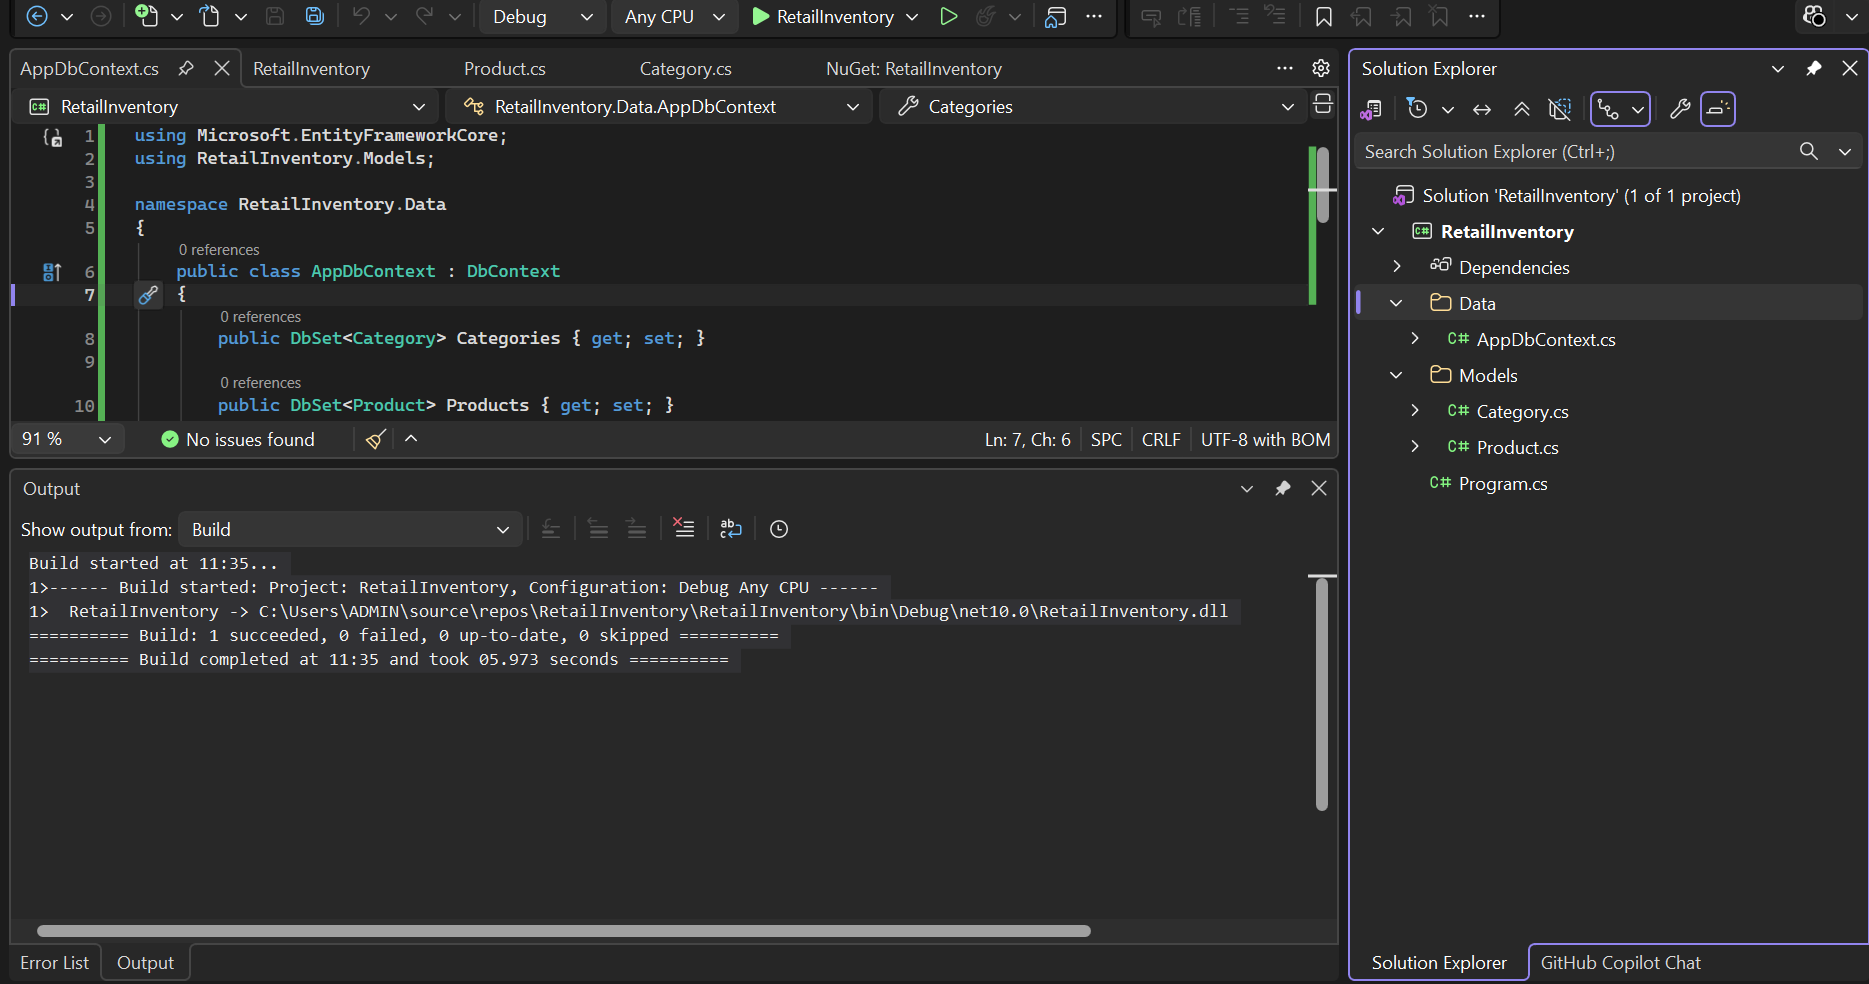 Debug
Any CPU
RetailInventory
AppDbContext.cs
RetailInventory
Product.cs
Category.cs
NuGet: RetailInventory
RetailInventory
RetailInventory.Data.AppDbContext
Categories
1 using Microsoft.EntityFrameworkCore;
2 using RetailInventory.Models;
3
4 namespace RetailInventory.Data
5 {
0 references
6 public class AppDbContext : DbContext
7 {
0 references
8 public DbSet<Category> Categories { get; set; }
9
0 references
10 public DbSet<Product> Products { get; set; }
91 %
No issues found
Ln: 7, Ch: 6
SPC
CRLF
UTF-8 with BOM
Output
Show output from:
Build
Build started at 11:35...
1>------ Build started: Project: RetailInventory, Configuration: Debug Any CPU ------
1>  RetailInventory -> C:\Users\ADMIN\source\repos\RetailInventory\RetailInventory\bin\Debug\net10.0\RetailInventory.dll
========== Build: 1 succeeded, 0 failed, 0 up-to-date, 0 skipped ==========
========== Build completed at 11:35 and took 05.973 seconds ==========
Error List
Output
Solution Explorer
Search Solution Explorer (Ctrl+;)
Solution 'RetailInventory' (1 of 1 project)
C# RetailInventory
Dependencies
Data
C# AppDbContext.cs
Models
C# Category.cs
C# Product.cs
C# Program.cs
Solution Explorer
GitHub Copilot Chat